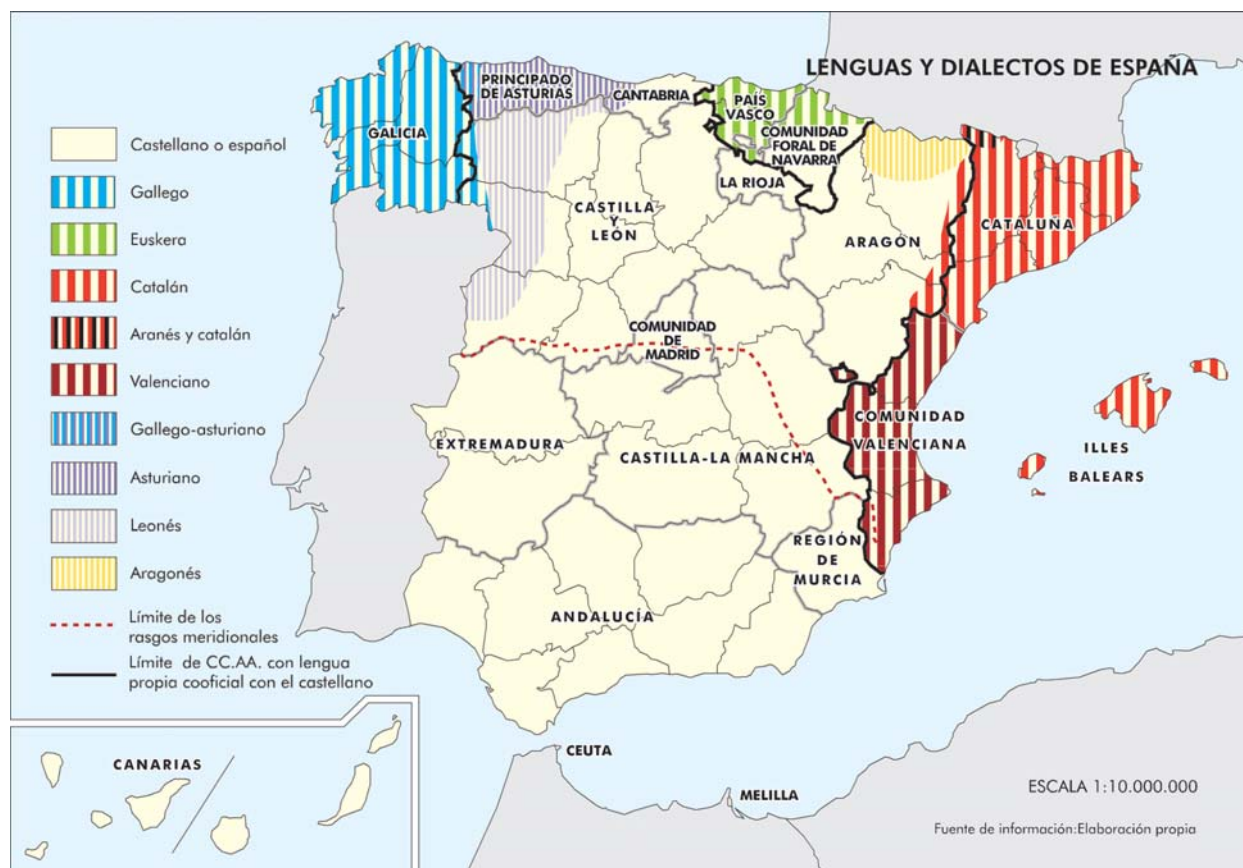 LENGUAS Y DIALECTOS DE ESPAÑA
Castellano o español
Gallego
Euskera
Catalán
Aranés y catalán
Valenciano
Gallego-asturiano
Asturiano
Leonés
Aragonés
Límite de los
rasgos meridionales
Límite de CC.AA. con lengua
propia cooficial con el castellano
PRINCIPADO
DE ASTURIAS
CANTABRIA
PAÍS
VASCO
GALICIA
COMUNIDAD
FORAL DE
NAVARRA
LA RIOJA
CASTILLA
Y
LEÓN
ARAGÓN
CATALUÑA
COMUNIDAD
DE
MADRID
EXTREMADURA
CASTILLA-LA MANCHA
COMUNIDAD
VALENCIANA
ILLES
BALEARS
REGIÓN
DE
MURCIA
ANDALUCÍA
CANARIAS
CEUTA
MELILLA
ESCALA 1:10.000.000
Fuente de información:Elaboración propia